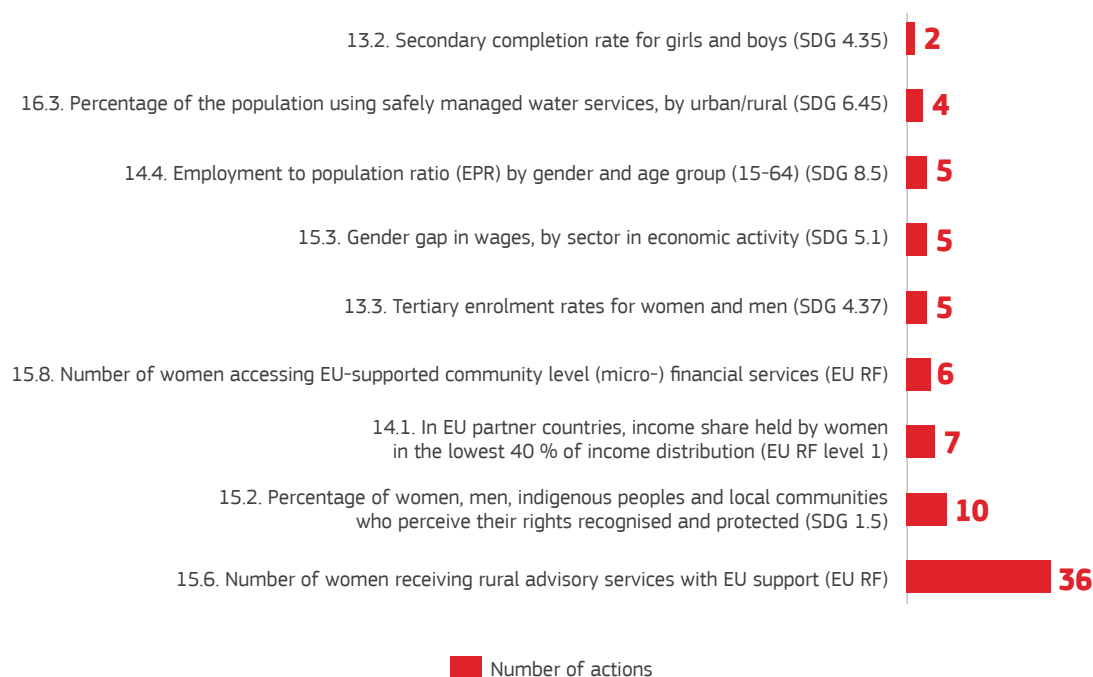 13.2. Secondary completion rate for girls and boys (SDG 4.35) 2
16.3. Percentage of the population using safely managed water services, by urban/rural (SDG 6.45) 4
14.4. Employment to population ratio (EPR) by gender and age group (15-64) (SDG 8.5) 5
15.3. Gender gap in wages, by sector in economic activity (SDG 5.1) 5
13.3. Tertiary enrolment rates for women and men (SDG 4.37) 5
15.8. Number of women accessing EU-supported community level (micro-) financial services (EU RF) 6
14.1. In EU partner countries, income share held by women
in the lowest 40 % of income distribution (EU RF level 1) 7
15.2. Percentage of women, men, indigenous peoples and local communities
who perceive their rights recognised and protected (SDG 1.5) 10
15.6. Number of women receiving rural advisory services with EU support (EU RF) 36
Number of actions